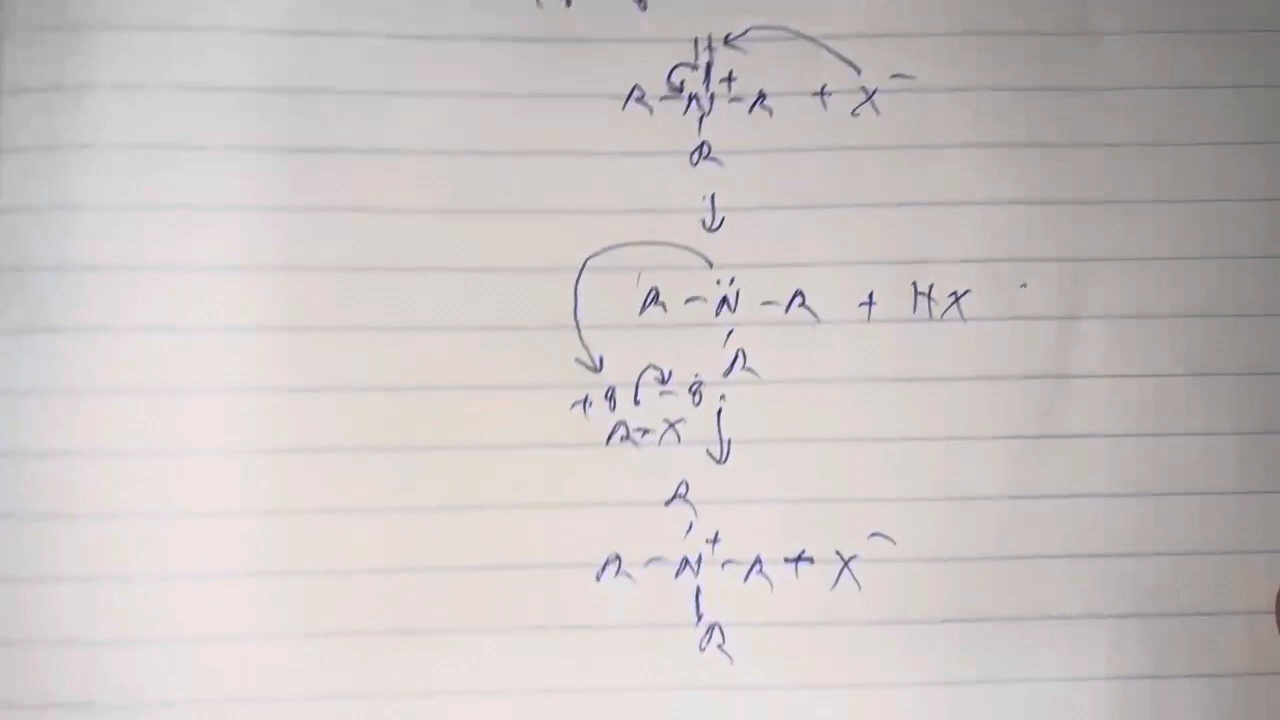 H
R - N⁺ - R + X⁻
R
↓
R - N̈ - R + HX
R
+δ -δ
R - X ↓
R
R - N⁺ - R + X⁻
R